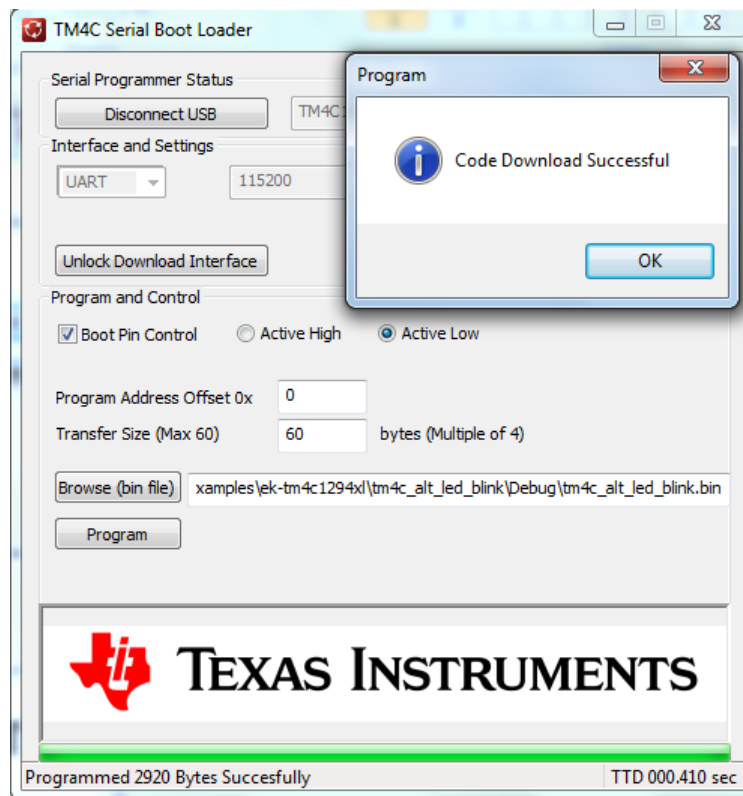 TM4C Serial Boot Loader
Serial Programmer Status
Disconnect USB
Interface and Settings
UART
115200
Unlock Download Interface
Program
Code Download Successful
OK
Program and Control
Boot Pin Control Active High Active Low
Program Address Offset 0x 0
Transfer Size (Max 60) 60 bytes (Multiple of 4)
Browse (bin file) xamples\ek-tm4c1294xl\tm4c_alt_led_blink\Debug\tm4c_alt_led_blink.bin
Program
TEXAS INSTRUMENTS
Programmed 2920 Bytes Succesfully TTD 000.410 sec